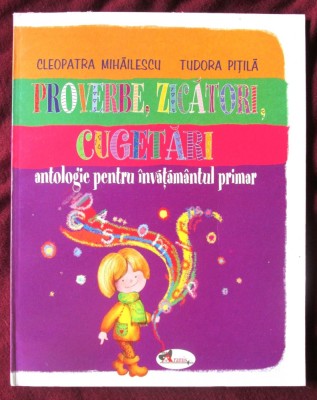 CLEOPATRA MIHĂILESCU TUDORA PIȚILĂ
PROVERBE, ZICĂTORI,
CUGETĂRI
antologie pentru învățământul primar